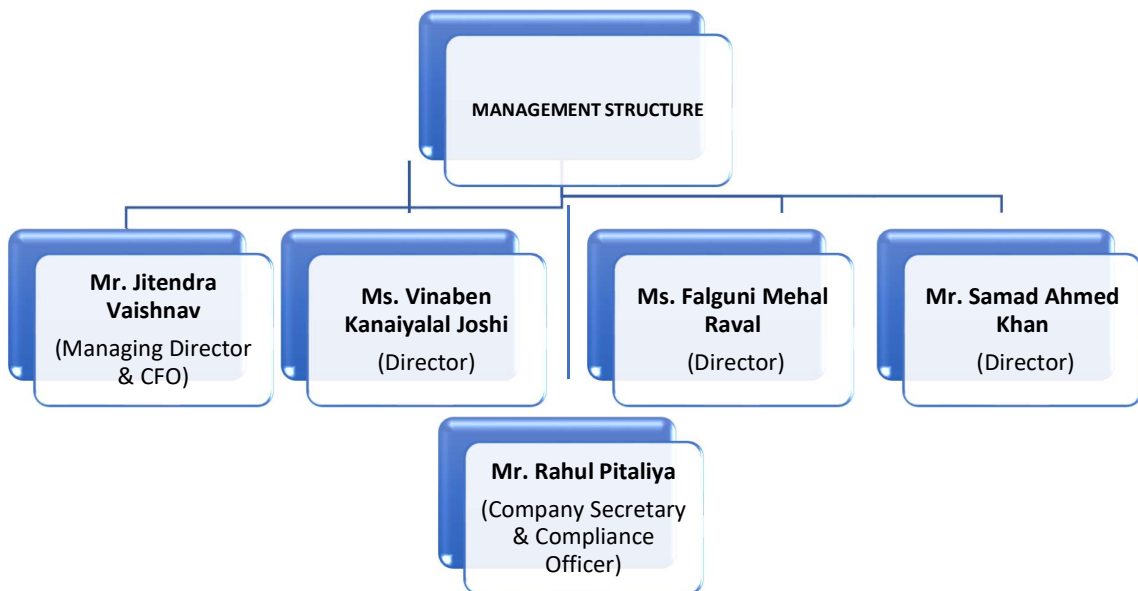 MANAGEMENT STRUCTURE
Mr. Jitendra
Vaishnav
(Managing Director
& CFO)
Ms. Vinaben
Kanaiyalal Joshi
(Director)
Ms. Falguni Mehal
Raval
(Director)
Mr. Samad Ahmed
Khan
(Director)
Mr. Rahul Pitaliya
(Company Secretary
& Compliance
Officer)